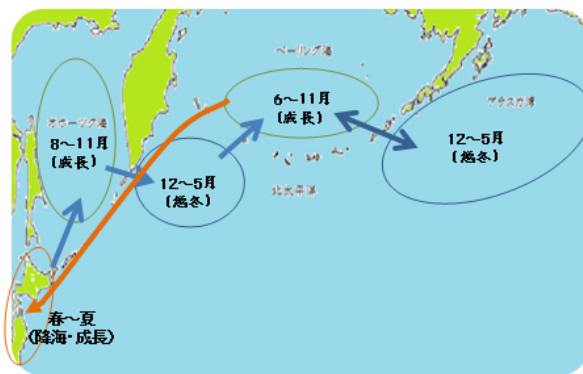 ベーリング海
6～11月
(成長)
オホーツク海
8～11月
(成長)
アラスカ湾
12～5月
(越冬)
12～5月
(越冬)
北太平洋
春～夏
(降海・成長)